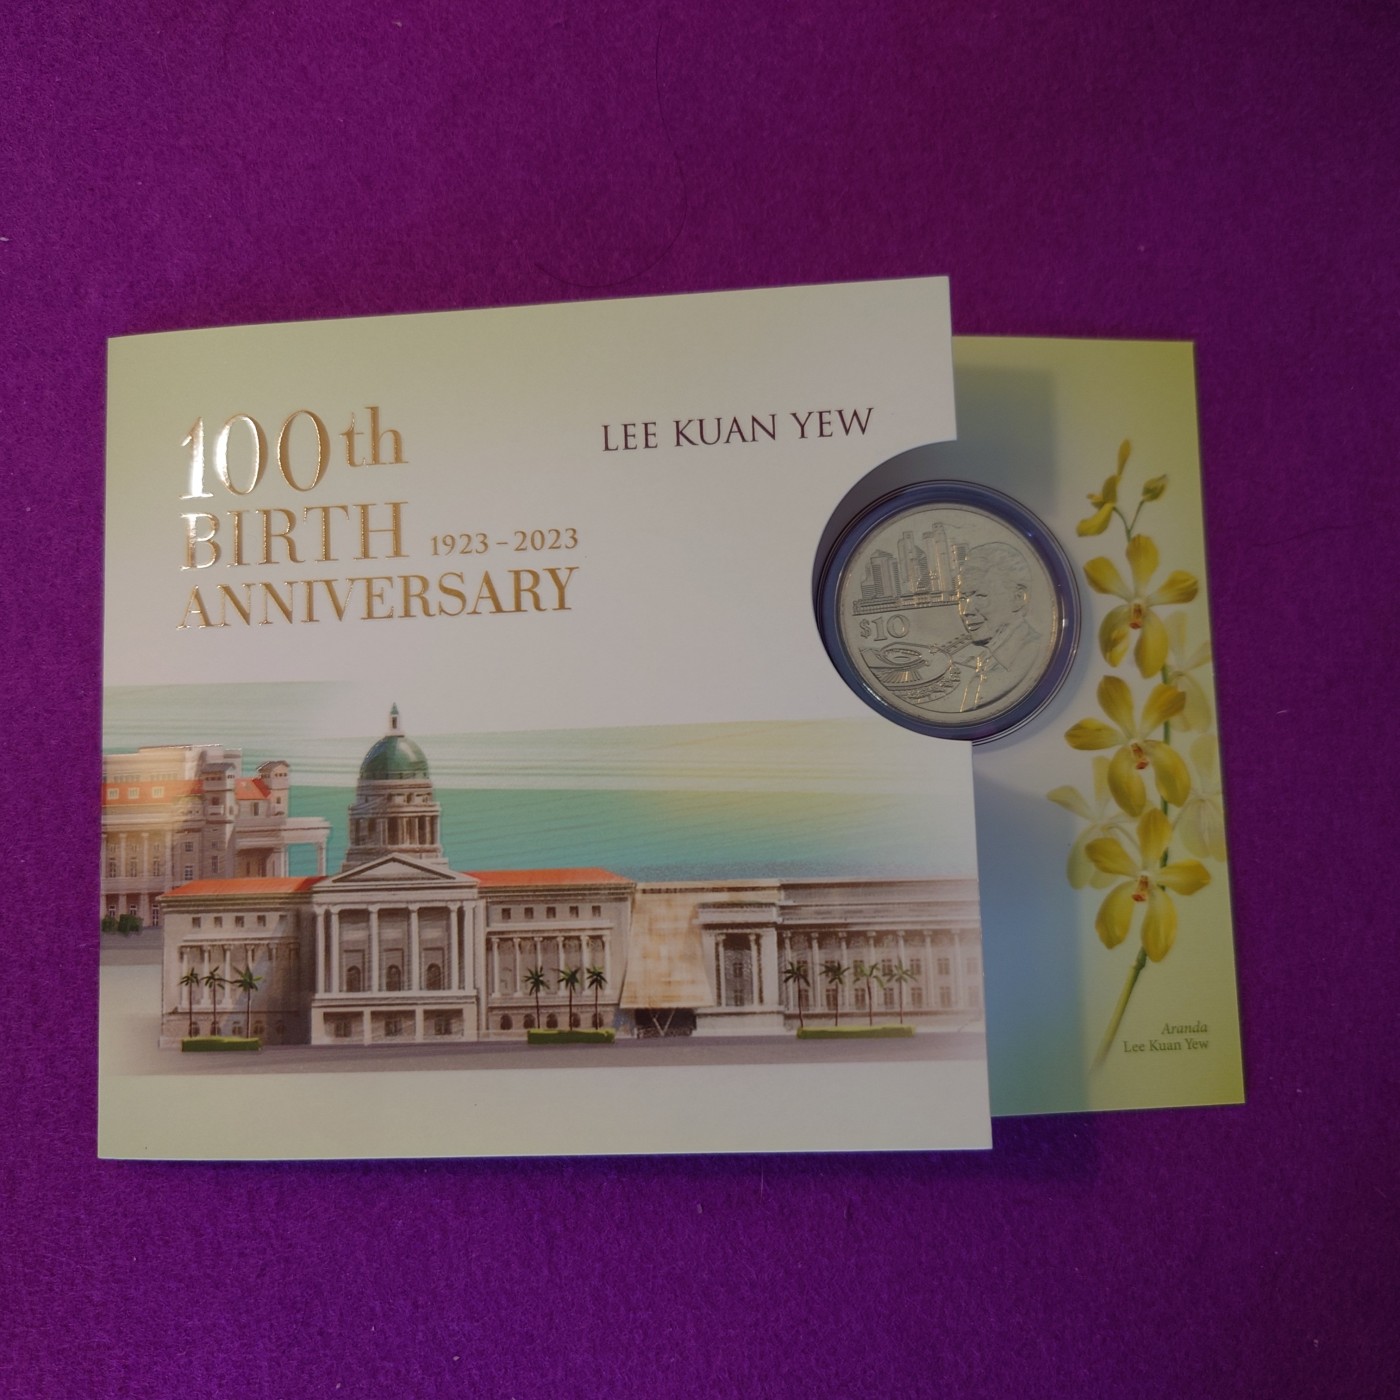 100th
BIRTH 1923–2023
ANNIVERSARY
LEE KUAN YEW
$10
Aranda
Lee Kuan Yew